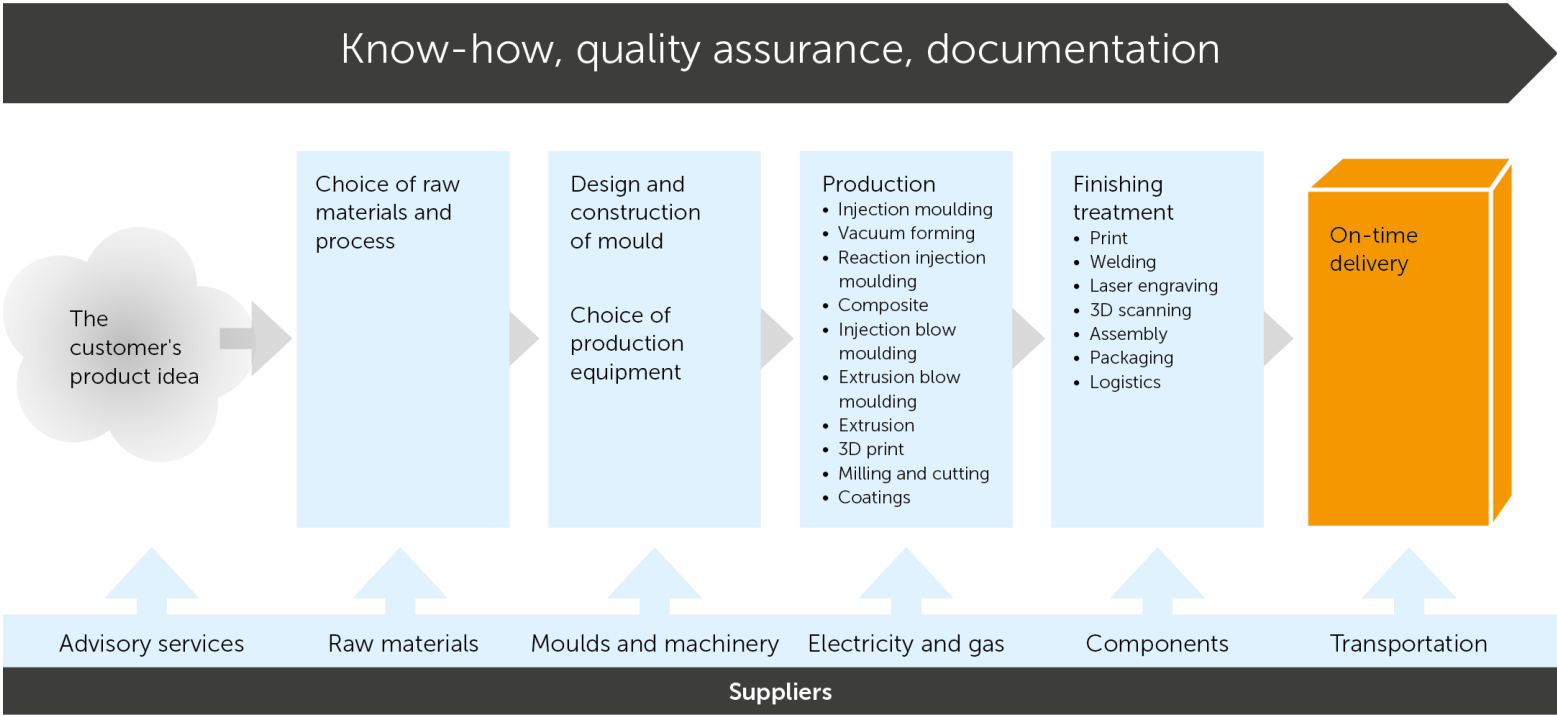 Know-how, quality assurance, documentation
The
customer's
product idea
Choice of raw
materials and
process
Design and
construction
of mould
Choice of
production
equipment
Production
• Injection moulding
• Vacuum forming
• Reaction injection
moulding
• Composite
• Injection blow
moulding
• Extrusion blow
moulding
• Extrusion
• 3D print
• Milling and cutting
• Coatings
Finishing
treatment
• Print
• Welding
• Laser engraving
• 3D scanning
• Assembly
• Packaging
• Logistics
On-time
delivery
Advisory services
Raw materials
Moulds and machinery
Electricity and gas
Components
Transportation
Suppliers